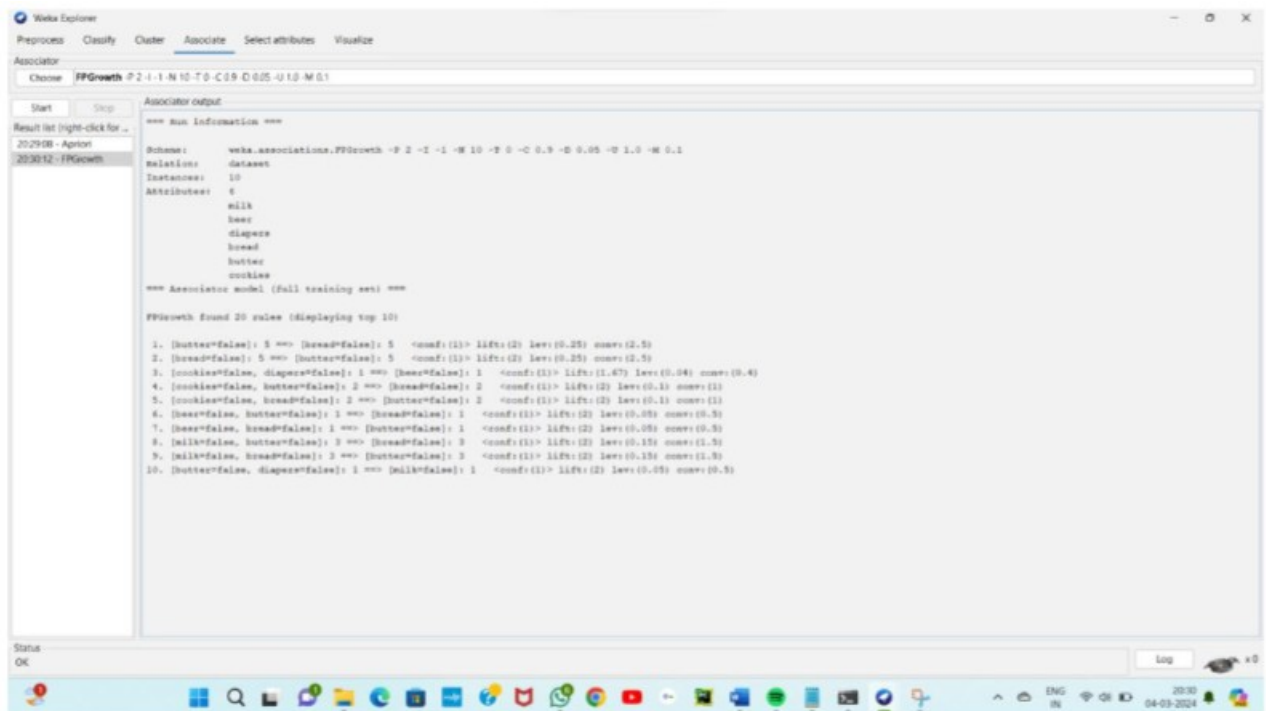 Weka Explorer
Preprocess Classify Cluster Associate Select attributes Visualize
Associator
Choose FPGrowth -P 2 -I -1 -N 10 -T 0 -C 0.9 -D 0.05 -U 1.0 -M 0.1
Start Stop
Result list (right-click for ...
20:29:08 - Apriori
20:30:12 - FPGrowth
Associator output
=== Run information ===
Scheme: weka.associations.FPGrowth -P 2 -I -1 -N 10 -T 0 -C 0.9 -D 0.05 -U 1.0 -M 0.1
Relation: dataset
Instances: 10
Attributes: 6
milk
beer
diapers
bread
butter
cookies
=== Associator model (full training set) ===
FPGrowth found 20 rules (displaying top 10)
1. [butter=false]: 5 ==> [bread=false]: 5 <conf:(1)> lift:(2) lev:(0.25) conv:(2.5)
2. [bread=false]: 5 ==> [butter=false]: 5 <conf:(1)> lift:(2) lev:(0.25) conv:(2.5)
3. [cookies=false, diapers=false]: 1 ==> [beer=false]: 1 <conf:(1)> lift:(1.67) lev:(0.04) conv:(0.4)
4. [cookies=false, butter=false]: 2 ==> [bread=false]: 2 <conf:(1)> lift:(2) lev:(0.1) conv:(1)
5. [cookies=false, bread=false]: 2 ==> [butter=false]: 2 <conf:(1)> lift:(2) lev:(0.1) conv:(1)
6. [beer=false, butter=false]: 1 ==> [bread=false]: 1 <conf:(1)> lift:(2) lev:(0.05) conv:(0.5)
7. [beer=false, bread=false]: 1 ==> [butter=false]: 1 <conf:(1)> lift:(2) lev:(0.05) conv:(0.5)
8. [milk=false, butter=false]: 3 ==> [bread=false]: 3 <conf:(1)> lift:(2) lev:(0.15) conv:(1.5)
9. [milk=false, bread=false]: 3 ==> [butter=false]: 3 <conf:(1)> lift:(2) lev:(0.15) conv:(1.5)
10. [butter=false, diapers=false]: 1 ==> [milk=false]: 1 <conf:(1)> lift:(2) lev:(0.05) conv:(0.5)
Status
OK
Log x 0
ENG
IN
20:30
04-03-2024